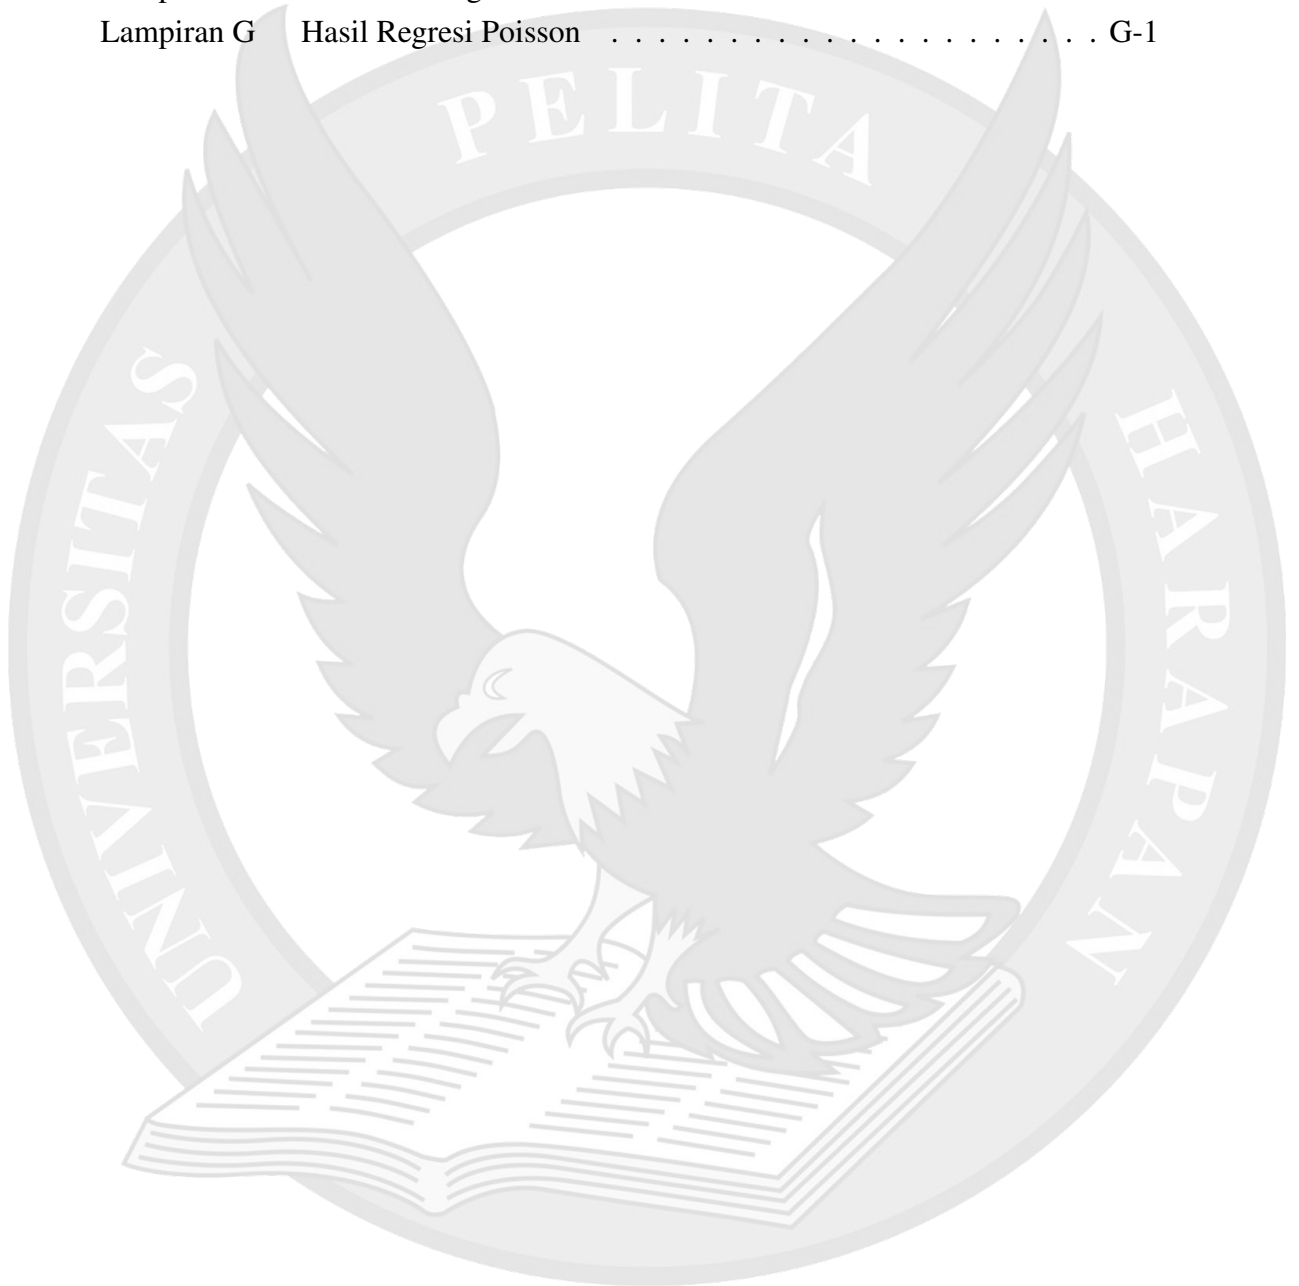 Lampiran G Hasil Regresi Poisson . . . . . . . . . . . . . . . . . . . . . G-1
UNIVERSITAS PELITA HARAPAN